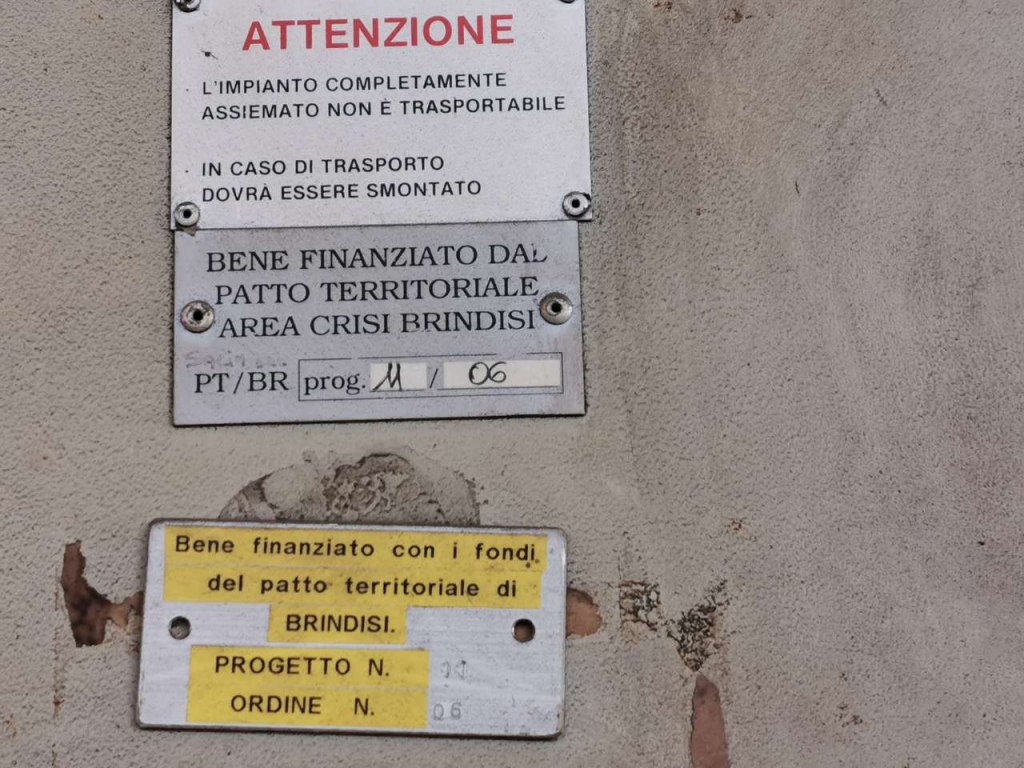 ATTENZIONE
· L'IMPIANTO COMPLETAMENTE
ASSIEMATO NON È TRASPORTABILE
· IN CASO DI TRASPORTO
DOVRÀ ESSERE SMONTATO
BENE FINANZIATO DAL
PATTO TERRITORIALE
AREA CRISI BRINDISI
PT/BR prog. 11 / 06
Bene finanziato con i fondi
del patto territoriale di
BRINDISI.
PROGETTO N. 11
ORDINE N. 06